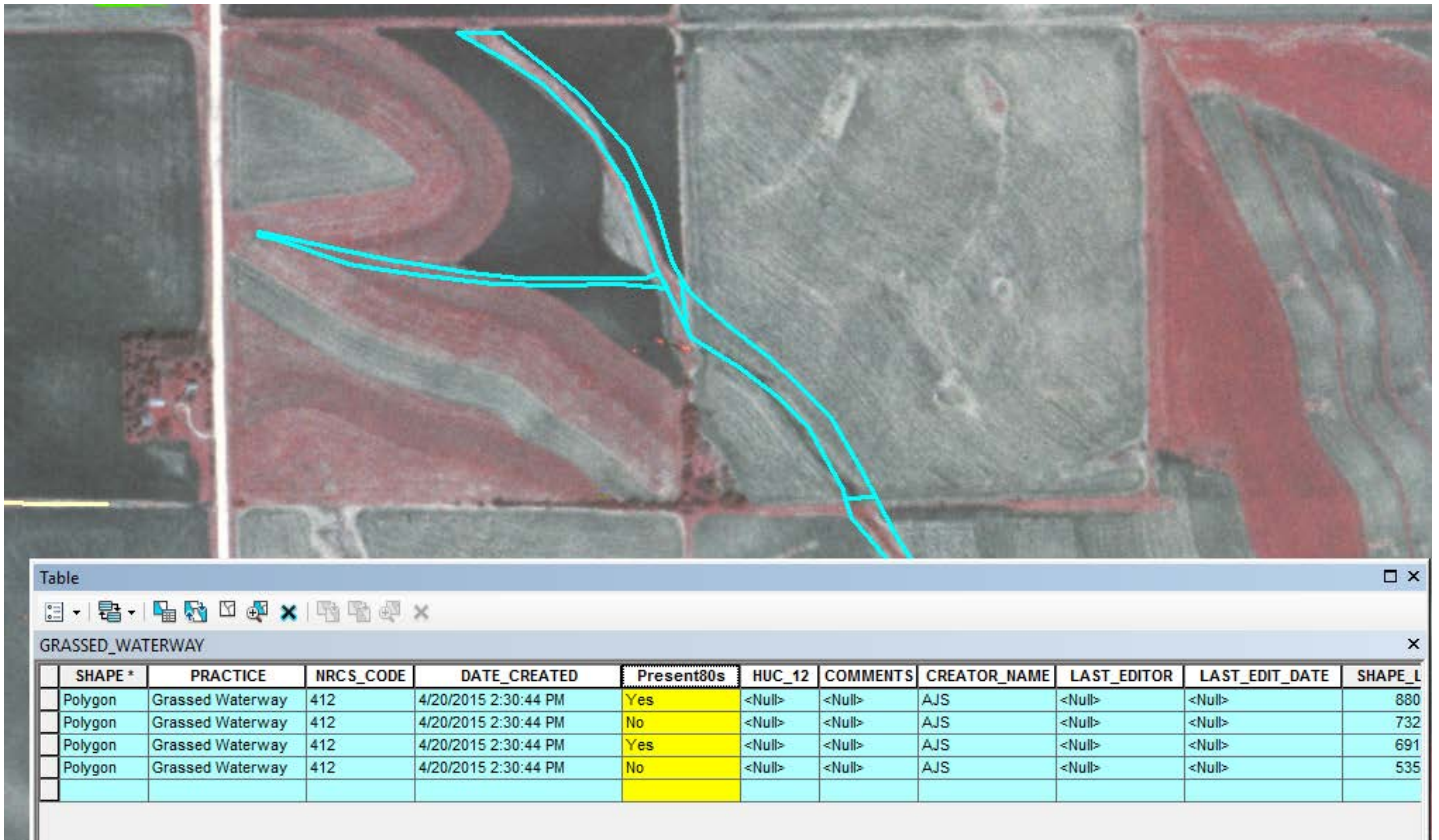 Table
GRASSED_WATERWAY
SHAPE * PRACTICE NRCS_CODE DATE_CREATED Present80s HUC_12 COMMENTS CREATOR_NAME LAST_EDITOR LAST_EDIT_DATE SHAPE_L
Polygon Grassed Waterway 412 4/20/2015 2:30:44 PM Yes <Null> <Null> AJS <Null> <Null> 880
Polygon Grassed Waterway 412 4/20/2015 2:30:44 PM No <Null> <Null> AJS <Null> <Null> 732
Polygon Grassed Waterway 412 4/20/2015 2:30:44 PM Yes <Null> <Null> AJS <Null> <Null> 691
Polygon Grassed Waterway 412 4/20/2015 2:30:44 PM No <Null> <Null> AJS <Null> <Null> 535